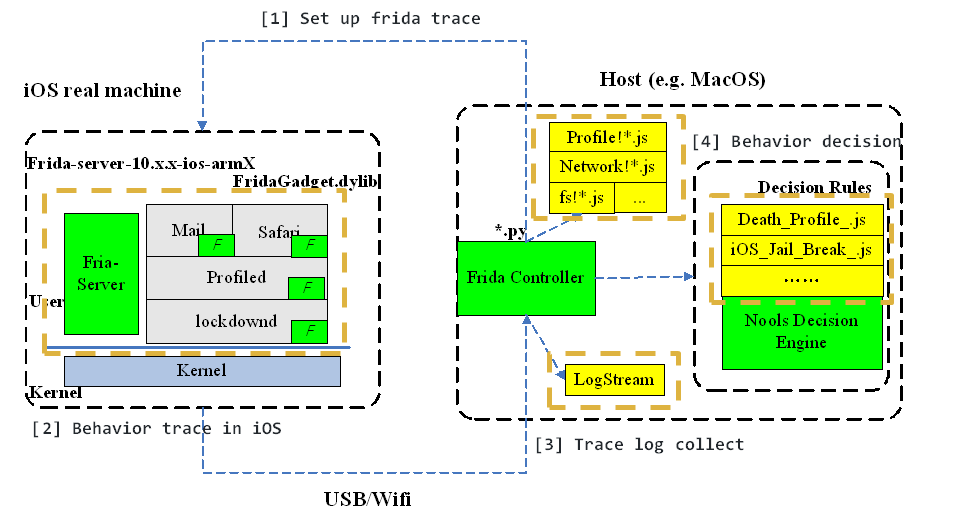 [1] Set up frida trace
iOS real machine
Host (e.g. MacOS)
Frida-server-10.x.x-ios-armX
FridaGadget.dylib
Mail
Safari
F
F
Fria-
Server
Profiled
F
User
lockdownd
F
Kernel
Kernel
[2] Behavior trace in iOS
USB/Wifi
Profile!*.js
Network!*.js
fs!*.js
...
*.py
Frida Controller
LogStream
[3] Trace log collect
[4] Behavior decision
Decision Rules
Death_Profile_.js
iOS_Jail_Break_.js
……
Nools Decision
Engine